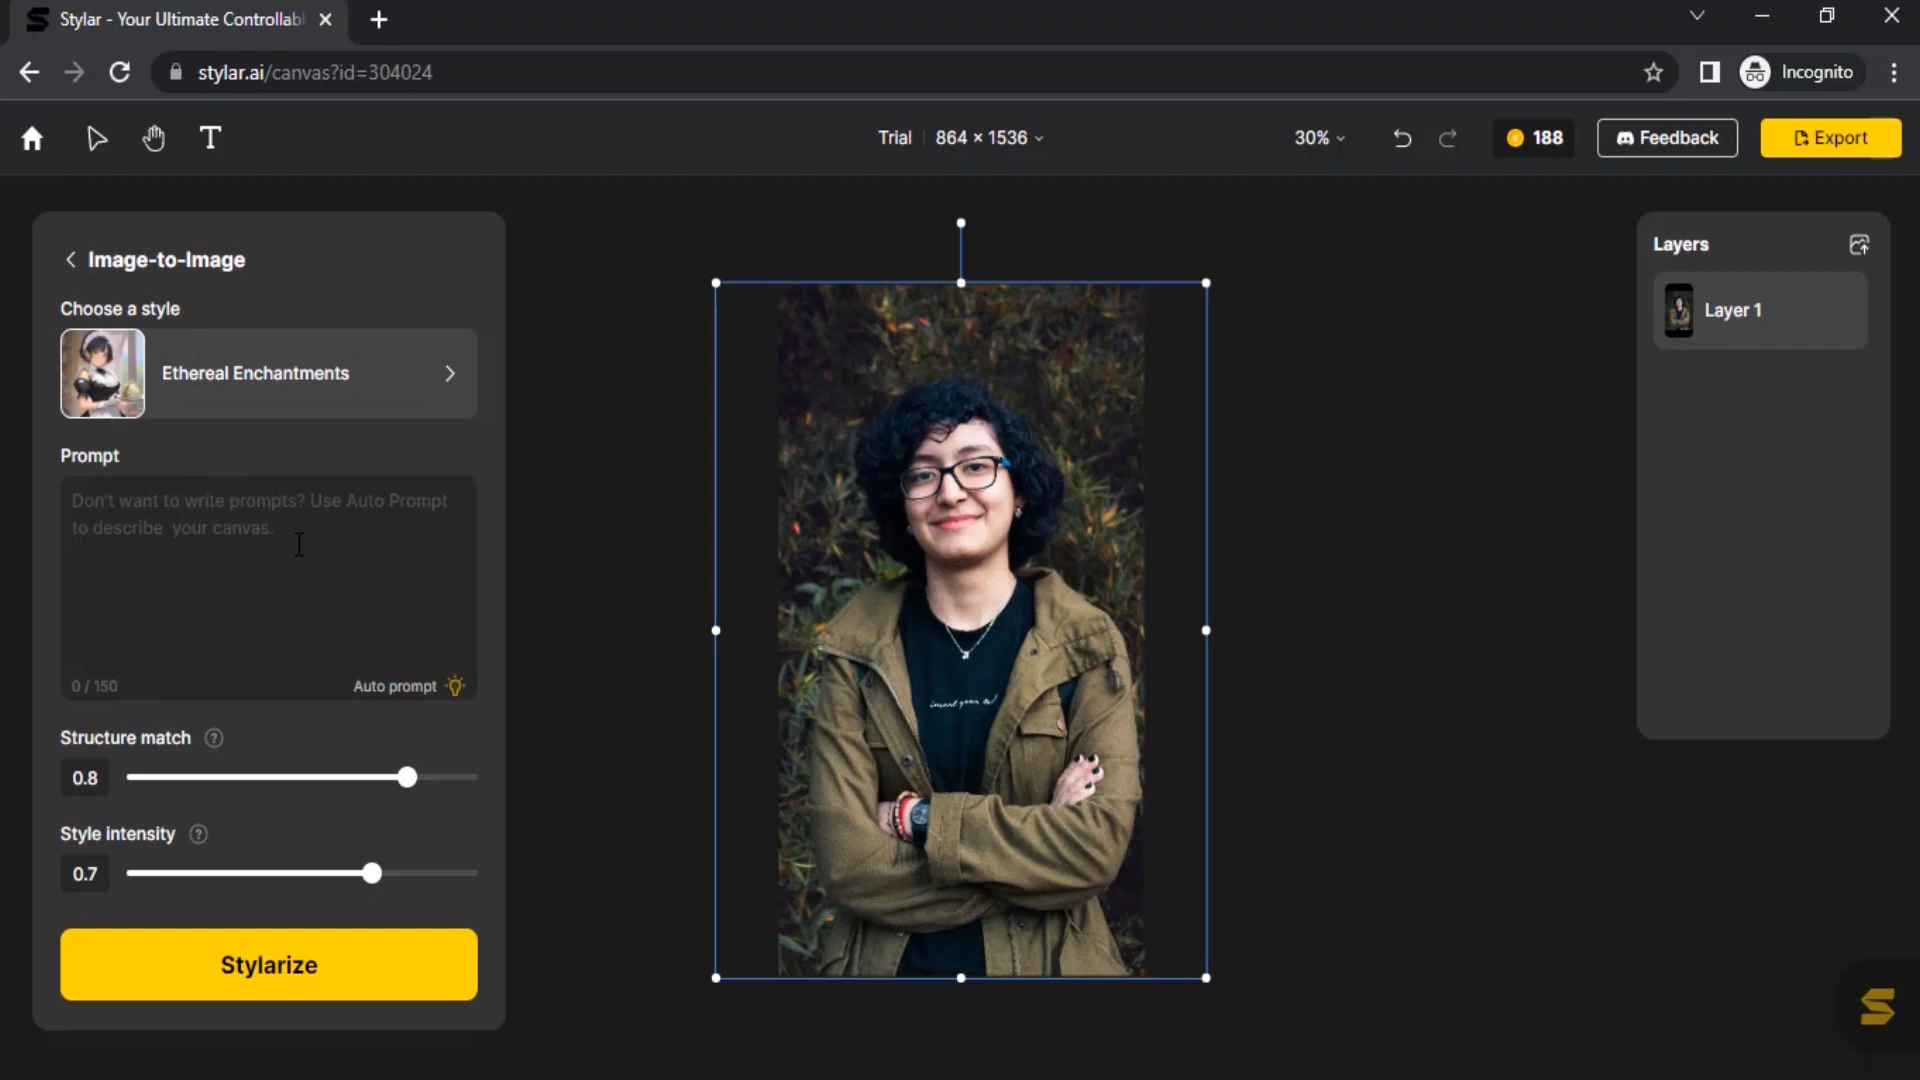 Stylar - Your Ultimate Controllabl
stylar.ai/canvas?id=304024
Incognito
T
Trial
864 × 1536
30%
188
Feedback
Export
Image-to-Image
Choose a style
Ethereal Enchantments
Prompt
Don't want to write prompts? Use Auto Prompt
to describe your canvas.
0 / 150
Auto prompt
Structure match ?
0.8
Style intensity ?
0.7
Stylarize
Layers
Layer 1